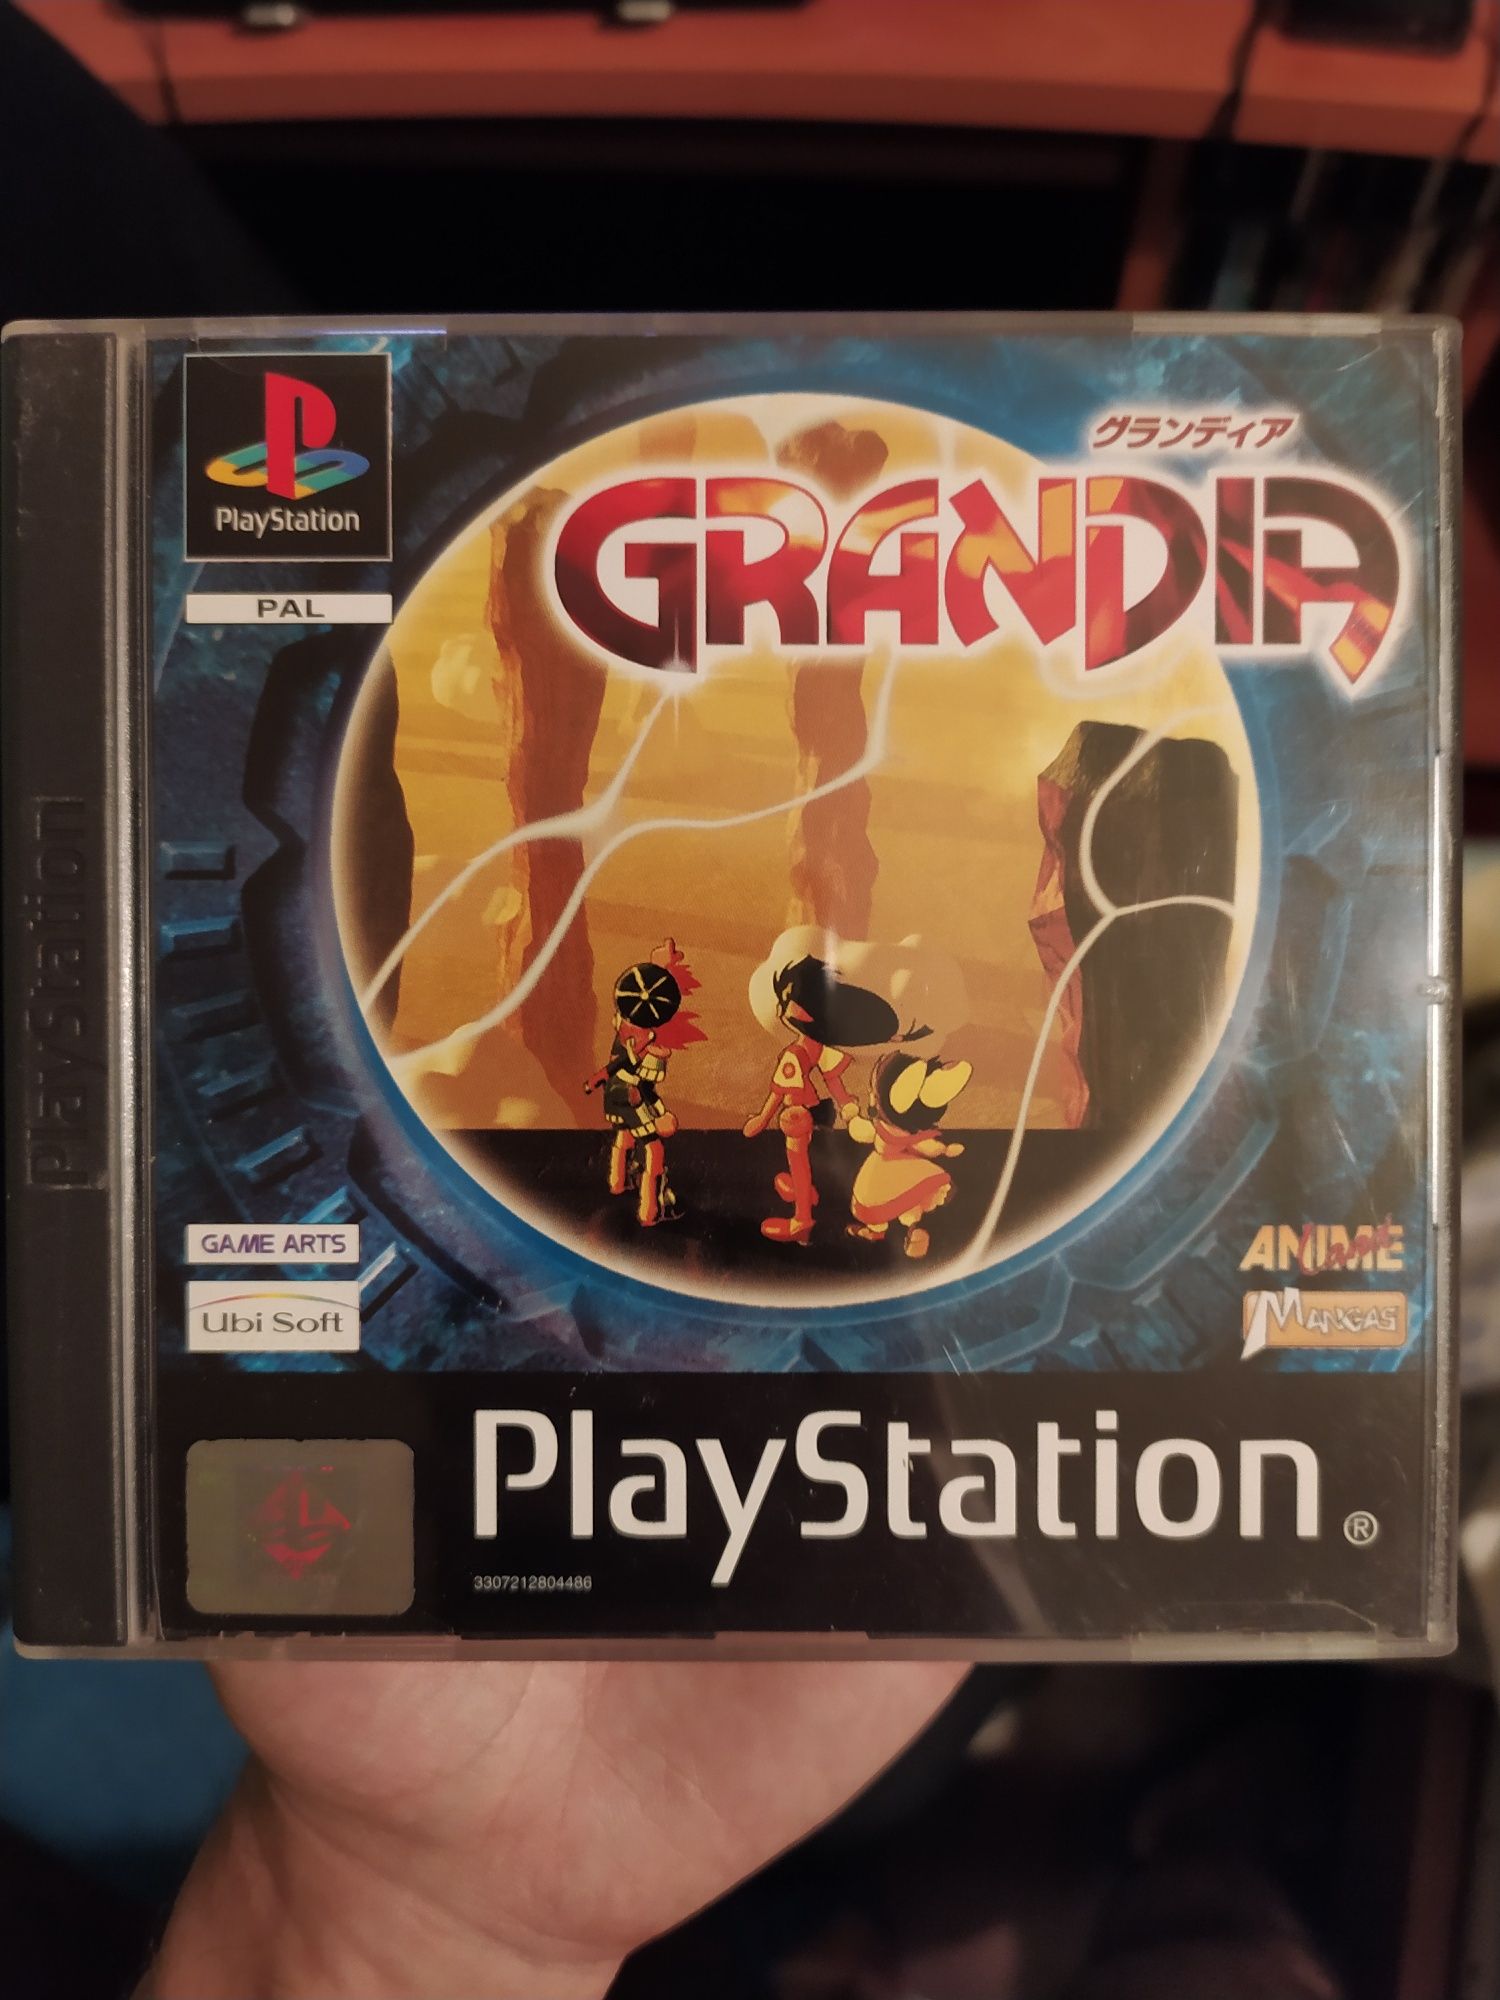 PlayStation
PlayStation
PAL
グランディア
GRANDIA
GAME ARTS
Ubi Soft
ANIME
MANGAS
PlayStation®
3307212804486